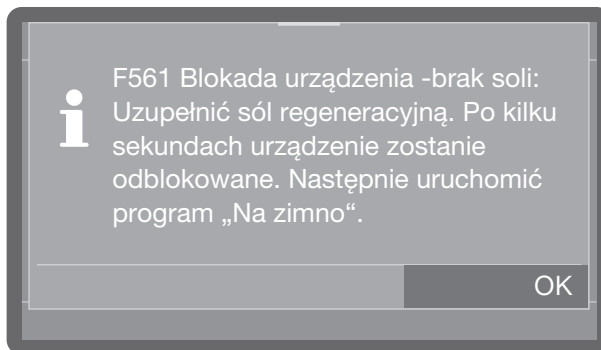 F561 Blokada urządzenia -brak soli:
Uzupełnić sól regeneracyjną. Po kilku
sekundach urządzenie zostanie
odblokowane. Następnie uruchomić
program „Na zimno“.
OK